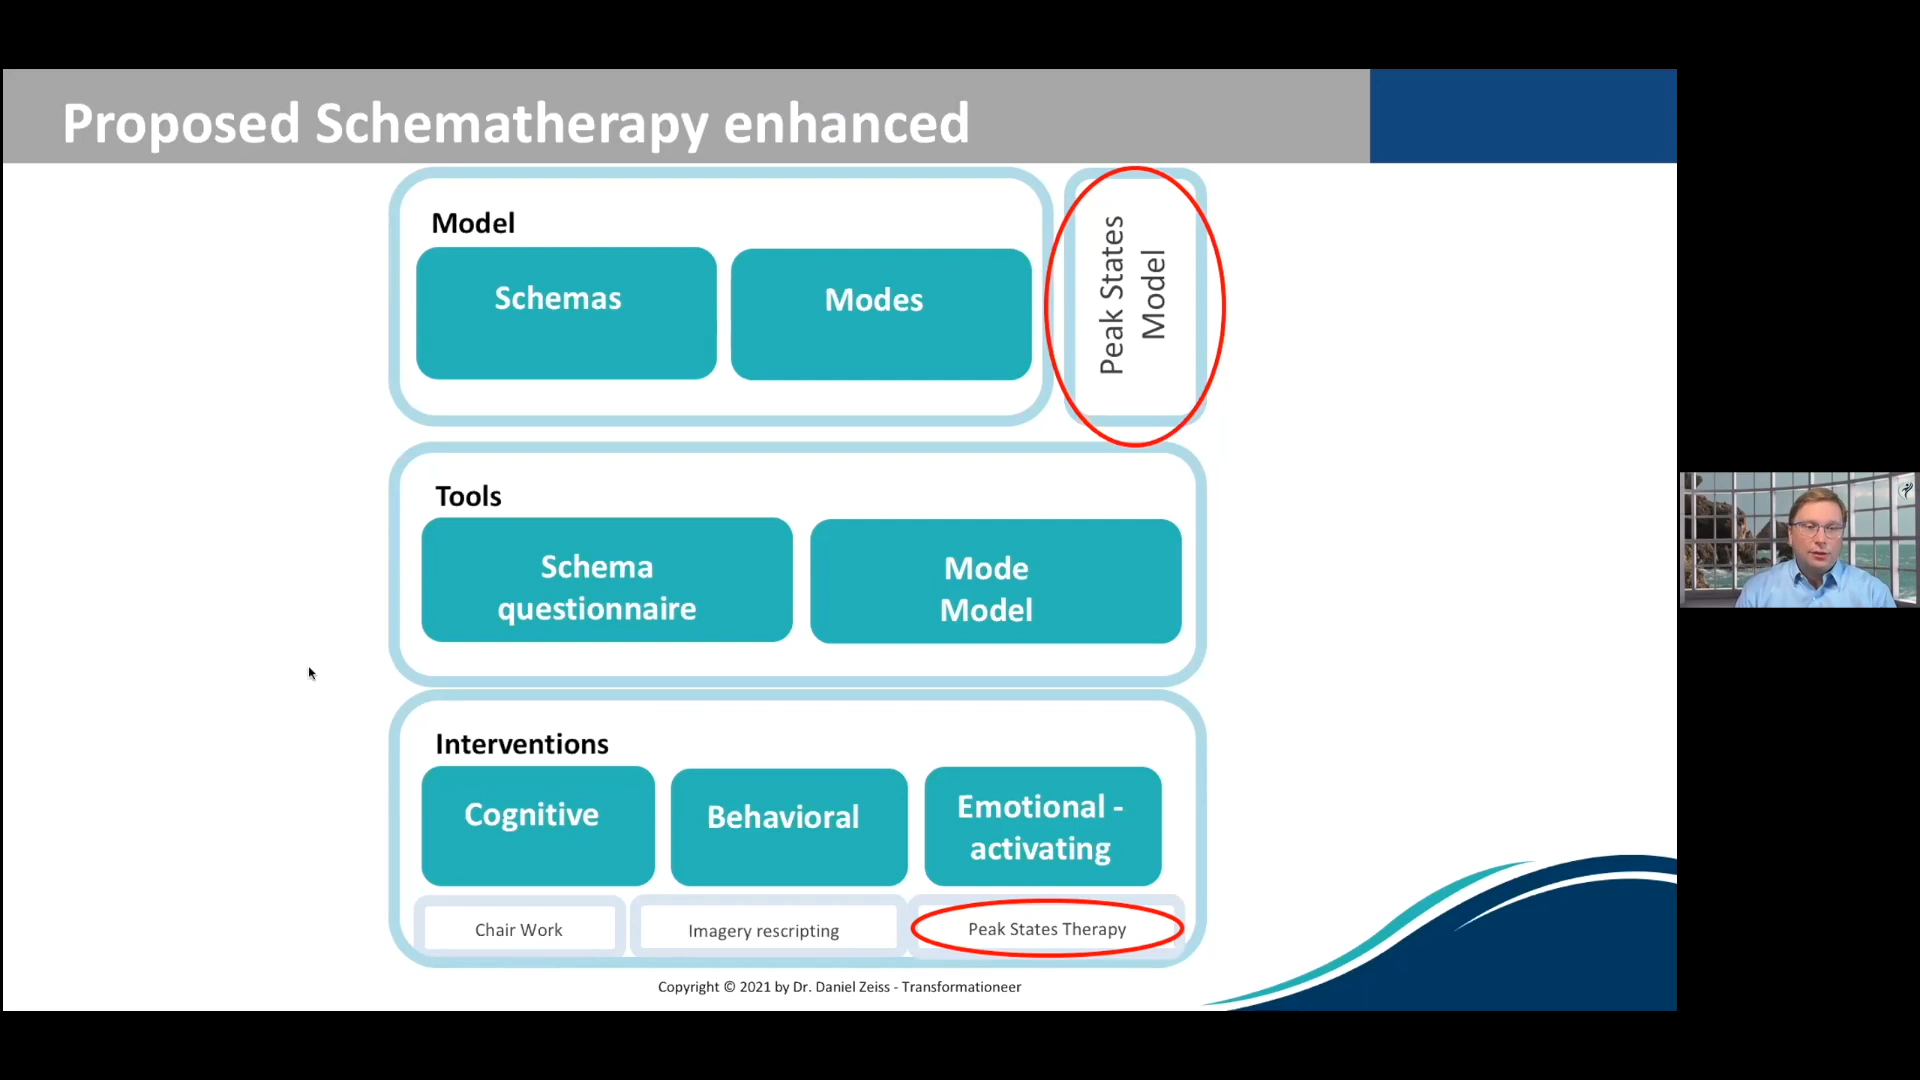 Proposed Schematherapy enhanced
Model
Schemas
Modes
Peak States
Model
Tools
Schema
questionnaire
Mode
Model
Interventions
Cognitive
Behavioral
Emotional -
activating
Chair Work
Imagery rescripting
Peak States Therapy
Copyright © 2021 by Dr. Daniel Zeiss - Transformationeer